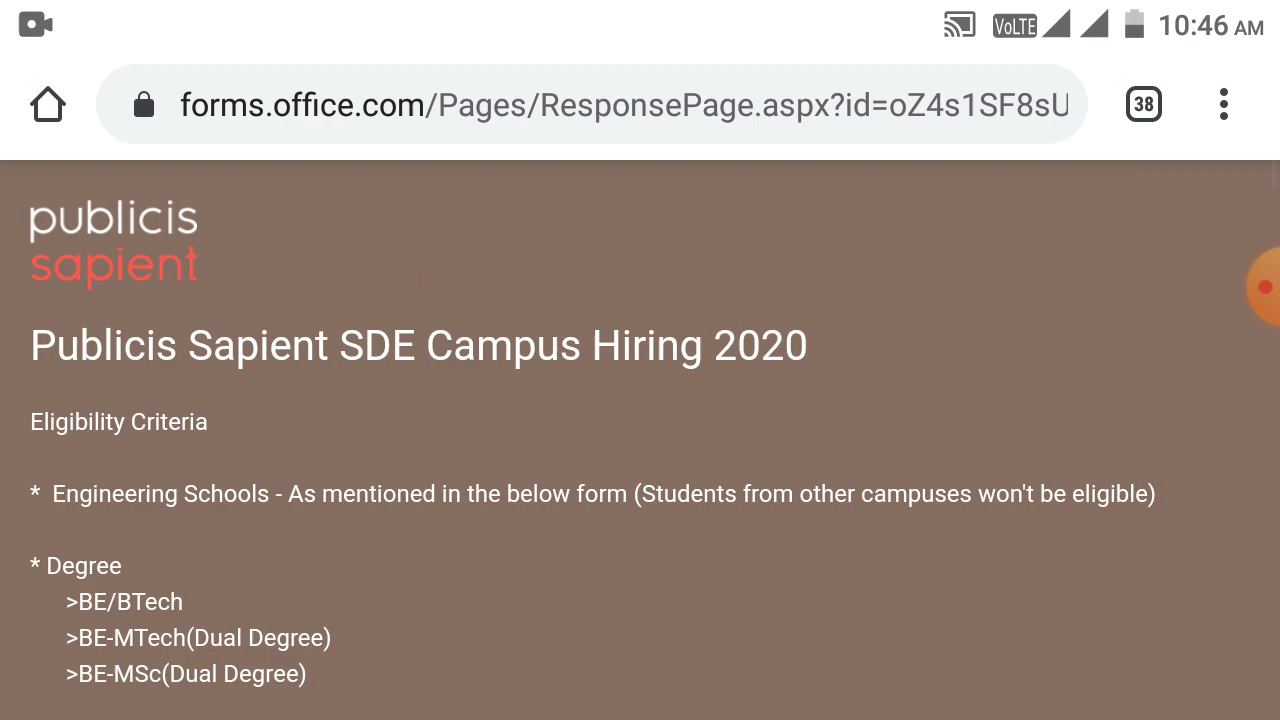 VoLTE 10:46 AM
forms.office.com/Pages/ResponsePage.aspx?id=oZ4s1SF8sU 38
publicis
sapient
Publicis Sapient SDE Campus Hiring 2020
Eligibility Criteria
* Engineering Schools - As mentioned in the below form (Students from other campuses won't be eligible)
* Degree
>BE/BTech
>BE-MTech(Dual Degree)
>BE-MSc(Dual Degree)